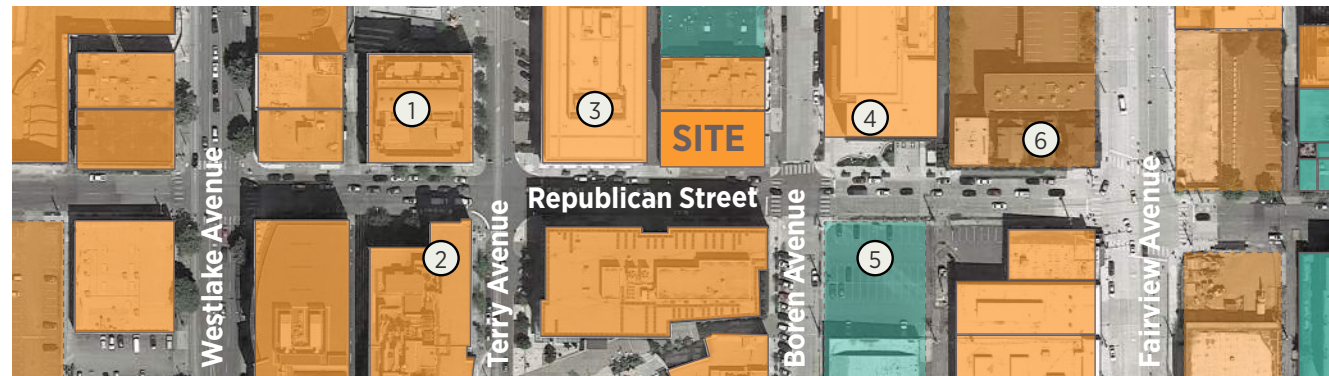 1
3
4
6
SITE
Republican Street
Westlake Avenue
2
Terry Avenue
Boren Avenue
5
Fairview Avenue